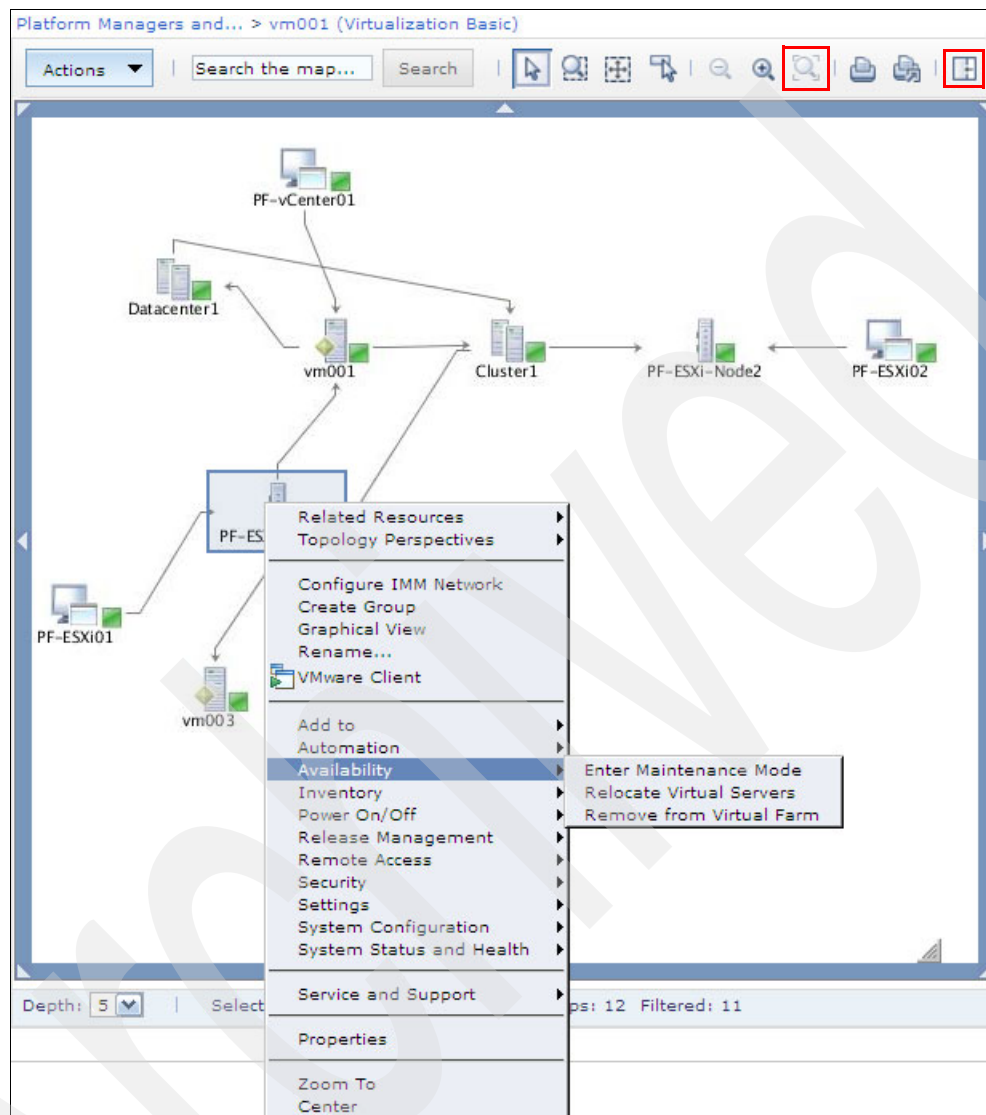 Platform Managers and... > vm001 (Virtualization Basic)
Actions
Search the map...
Search
PF-vCenter01
Datacenter1
vm001
Cluster1
PF-ESXi-Node2
PF-ESXi02
PF-ES
PF-ESXi01
vm003
Related Resources
Topology Perspectives
Configure IMM Network
Create Group
Graphical View
Rename...
VMware Client
Add to
Automation
Availability
Enter Maintenance Mode
Relocate Virtual Servers
Remove from Virtual Farm
Inventory
Power On/Off
Release Management
Remote Access
Security
Settings
System Configuration
System Status and Health
Service and Support
Properties
Zoom To
Center
Depth: 5
Select
ps: 12 Filtered: 11